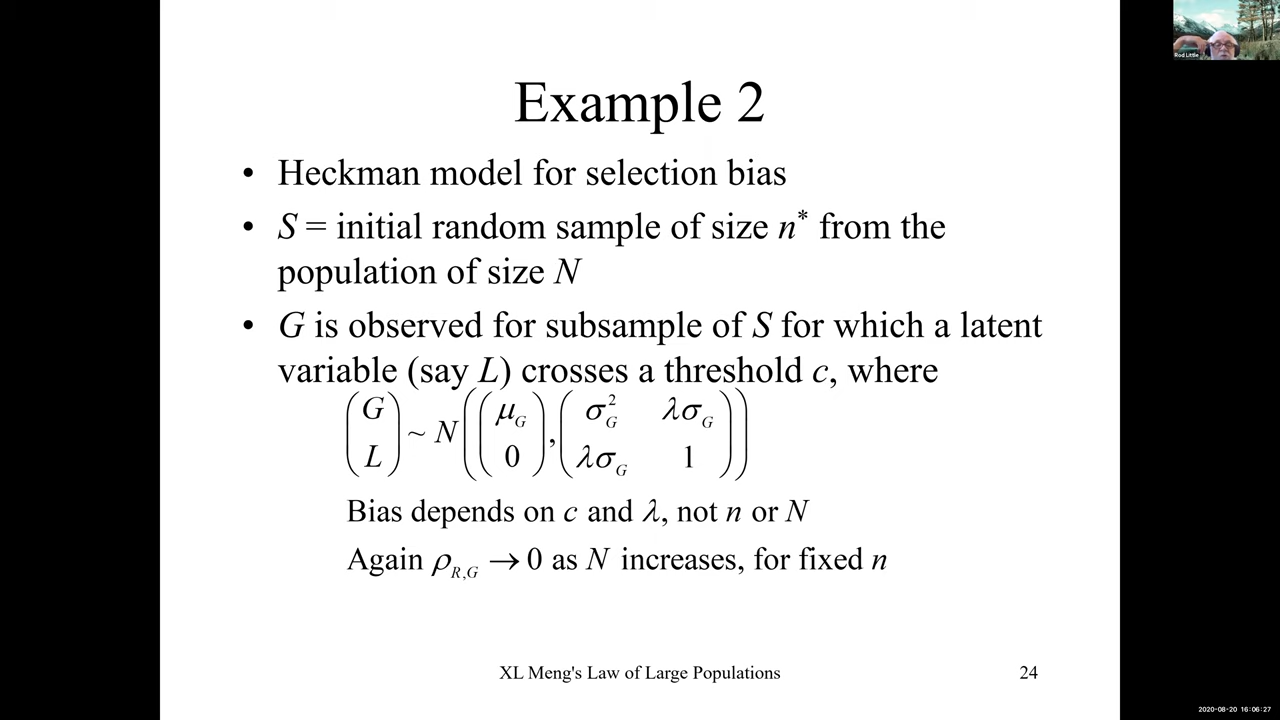 Rod Little
Example 2
• Heckman model for selection bias
• S = initial random sample of size n* from the
population of size N
• G is observed for subsample of S for which a latent
variable (say L) crosses a threshold c, where
(G L) ~ N((μ_G 0), (σ_G^2 λσ_G λσ_G 1))
Bias depends on c and λ, not n or N
Again ρ_{R,G} → 0 as N increases, for fixed n
XL Meng's Law of Large Populations 24
2020-08-20 16:06:27